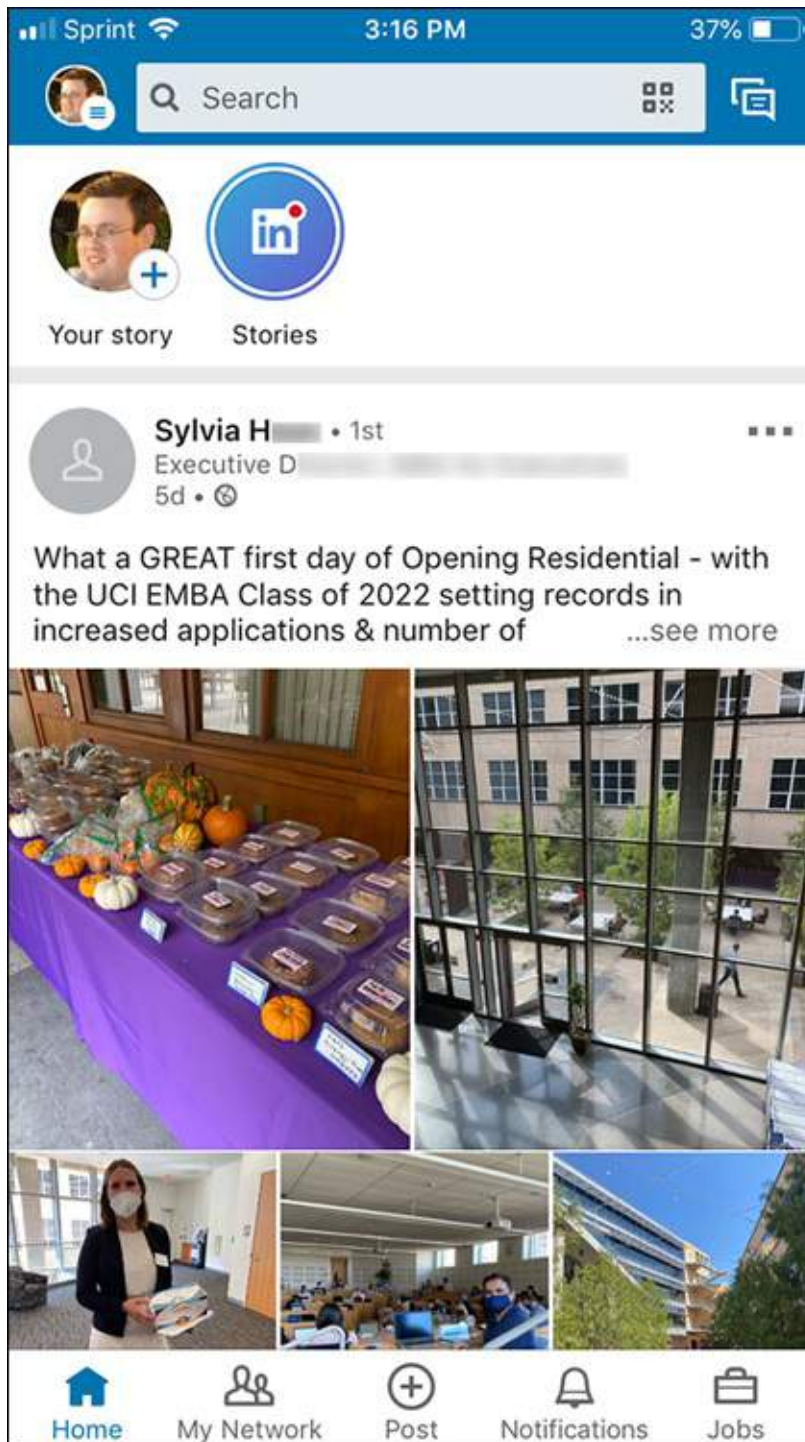 Sprint 3:16 PM 37%
Search
in
Your story Stories
Sylvia H • 1st
Executive D
5d •
What a GREAT first day of Opening Residential - with
the UCI EMBA Class of 2022 setting records in
increased applications & number of ...see more
Home My Network Post Notifications Jobs